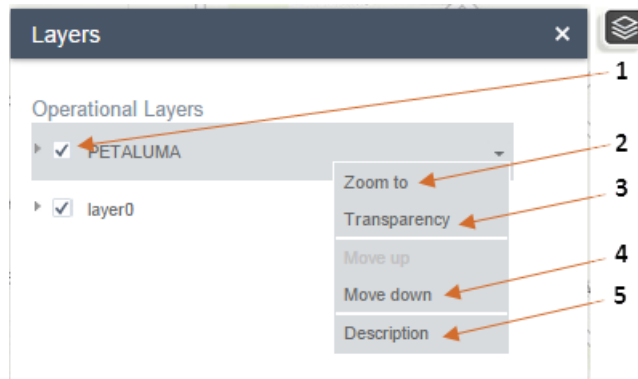 Layers ×
1
Operational Layers
PETALUMA
2
Zoom to
3
Transparency
layer0
Move up
4
Move down
5
Description